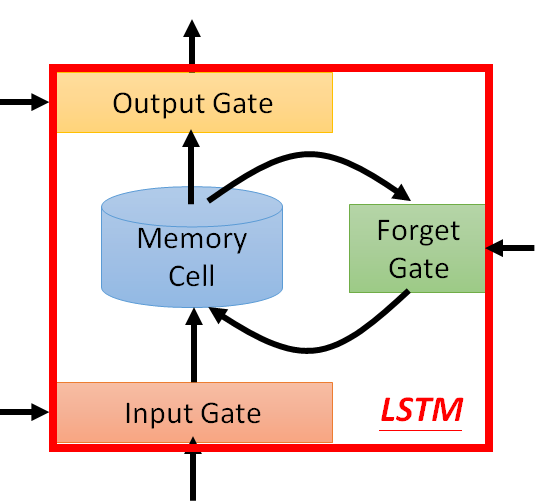 Output Gate
Memory
Cell
Forget
Gate
Input Gate
LSTM